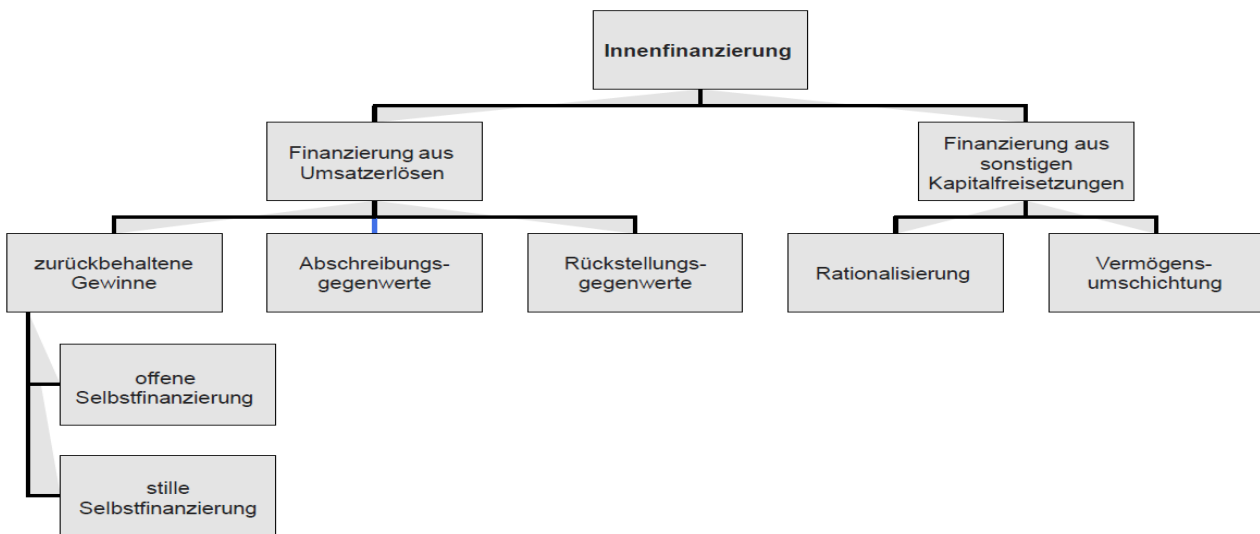 Innenfinanzierung
Finanzierung aus
Umsatzerlösen
Finanzierung aus
sonstigen
Kapitalfreisetzungen
zurückbehaltene
Gewinne
Abschreibungs-
gegenwerte
Rückstellungs-
gegenwerte
Rationalisierung
Vermögens-
umschichtung
offene
Selbstfinanzierung
stille
Selbstfinanzierung